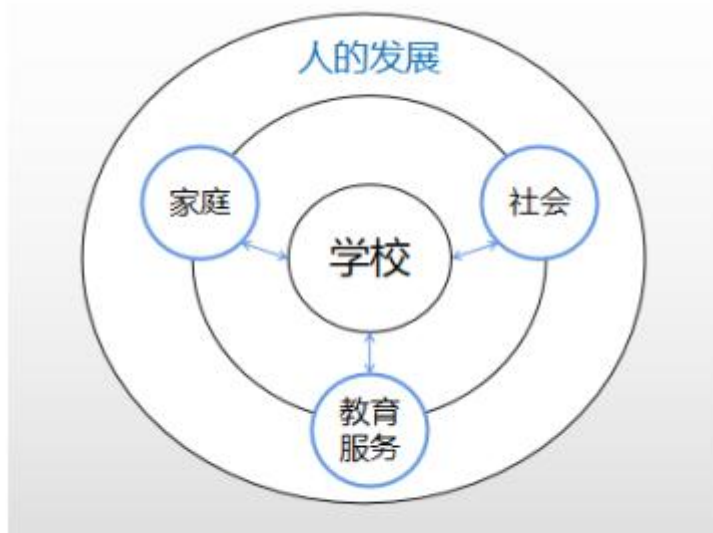 人的发展
家庭
社会
学校
教育
服务